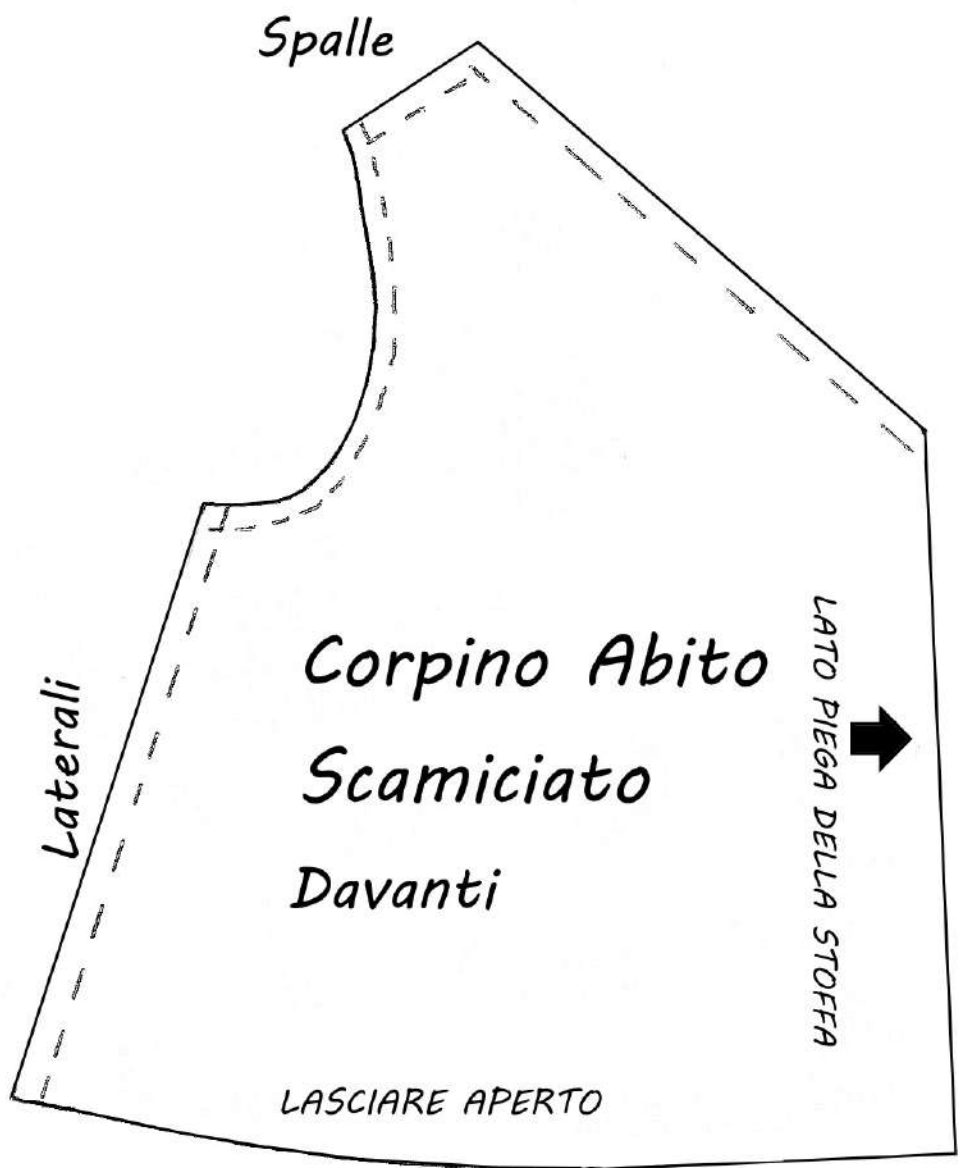 Spalle
Corpino Abito
Scamiciato
Davanti
Laterali
LATO PIEGA DELLA STOFFA
LASCIARE APERTO